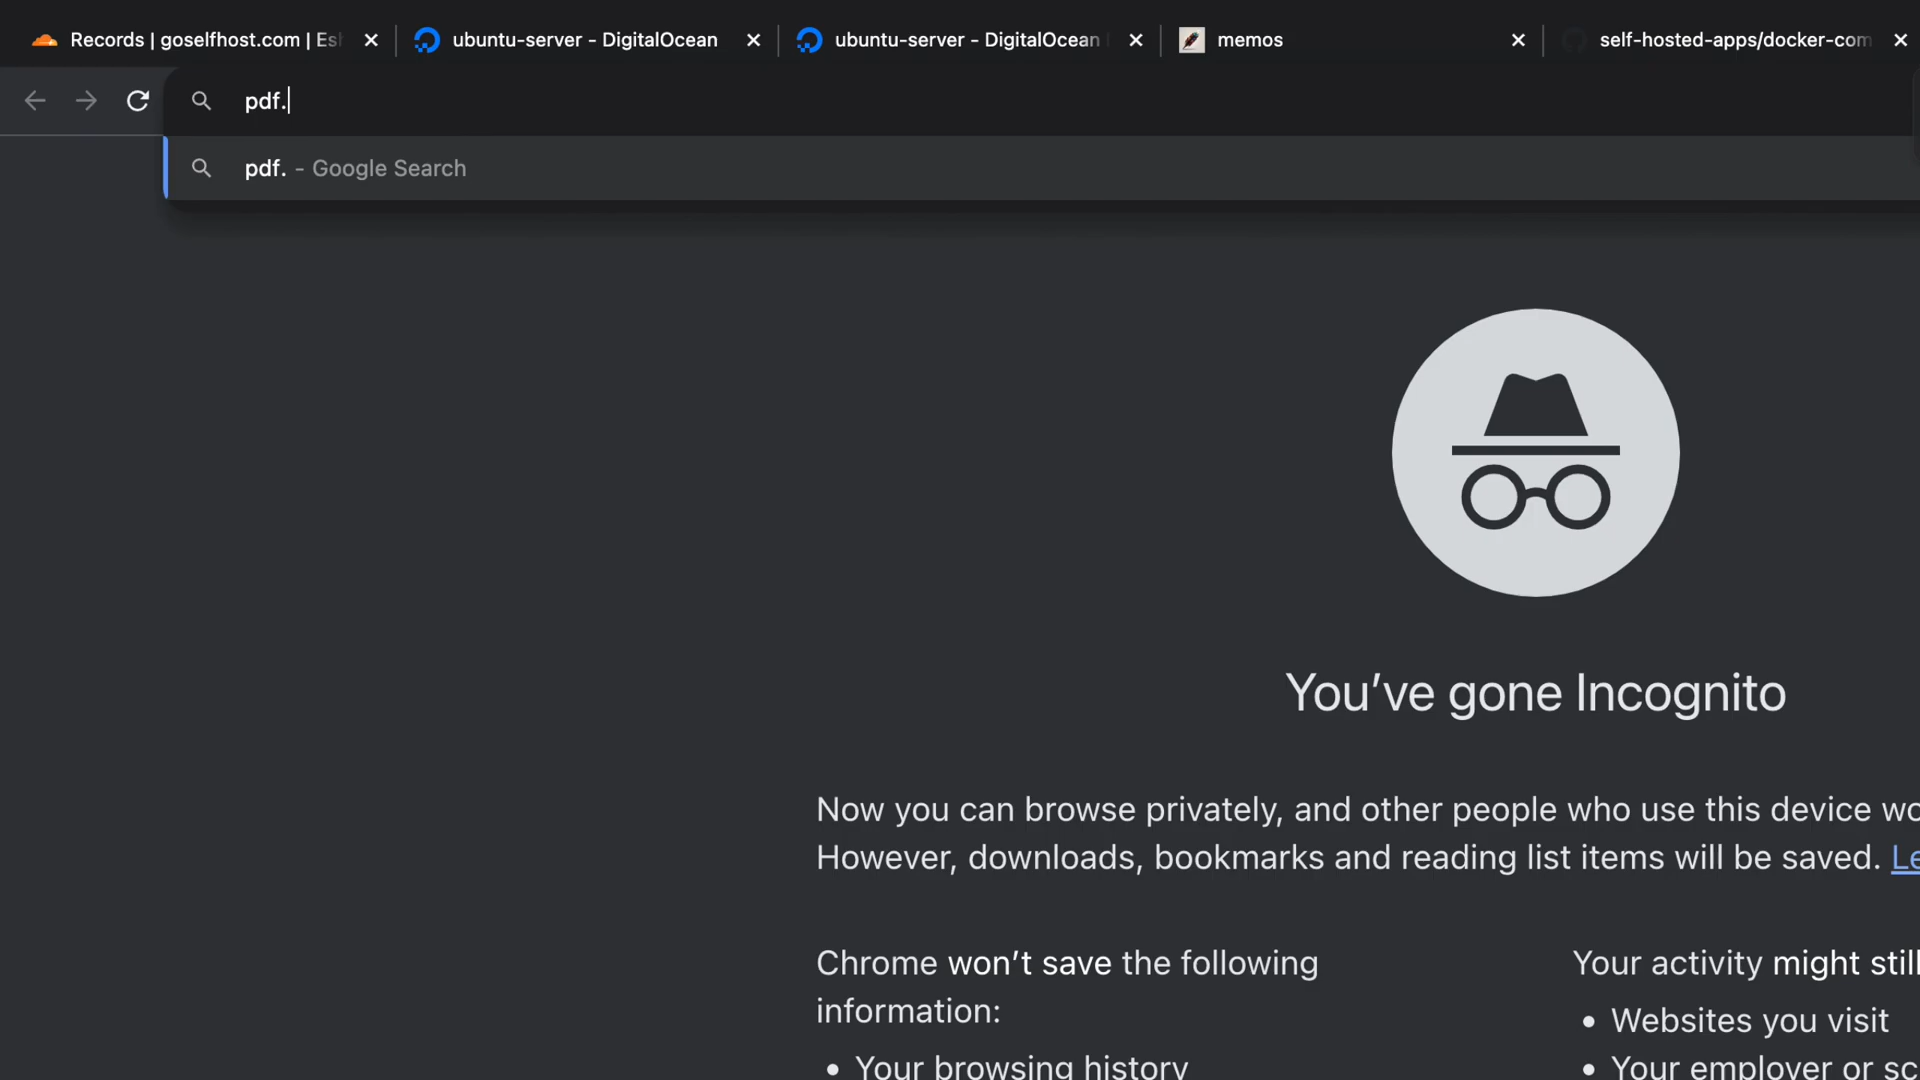 Records | goselfhost.com | Es
ubuntu-server - DigitalOcean
ubuntu-server - DigitalOcean
memos
self-hosted-apps/docker-com
pdf.
pdf. - Google Search
You've gone Incognito
Now you can browse privately, and other people who use this device wo
However, downloads, bookmarks and reading list items will be saved. Le
Chrome won't save the following
information:
• Your browsing history
Your activity might still
• Websites you visit
• Your employer or sc